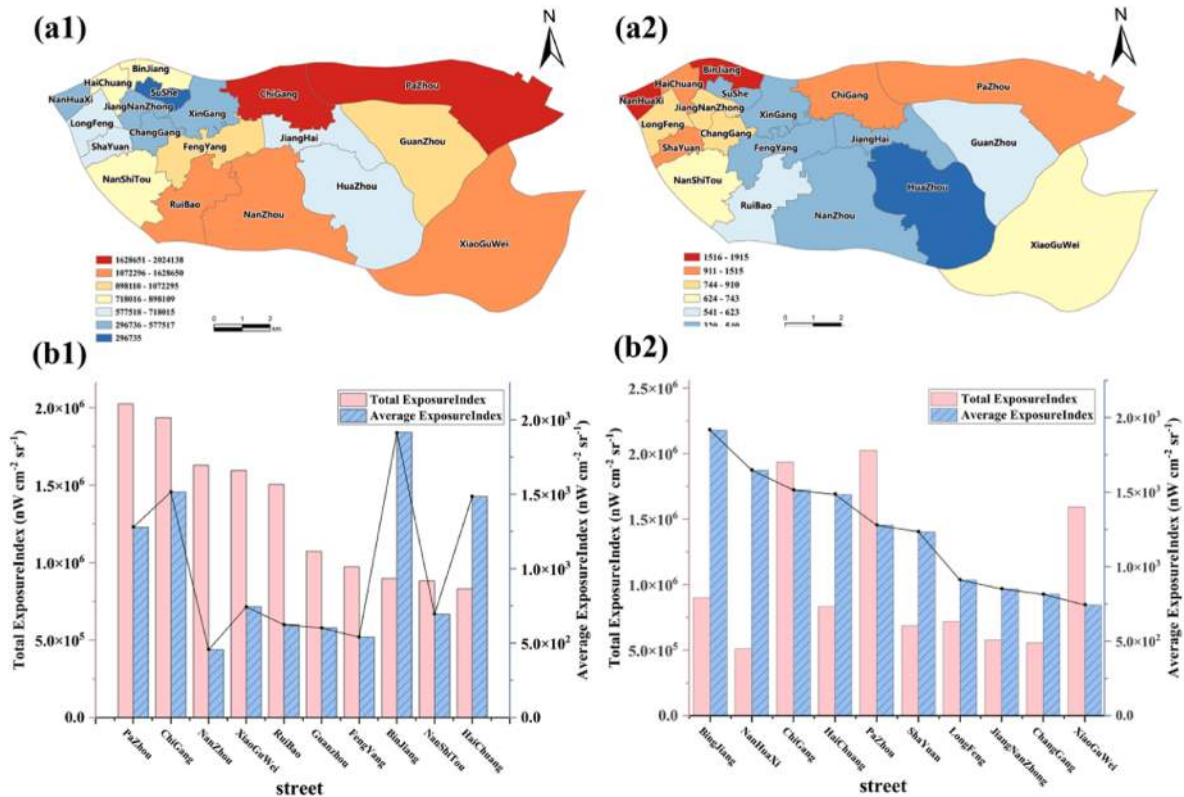 (a1)
N
BinJiang
HaiChuang
SuShe
NanHuaXi
JiangNanZhong
XinGang
ChiGang
PaZhou
LongFeng
ChangGang
ShaYuan
FengYang
JiangHai
GuanZhou
NanShiTou
HuaZhou
RuiBao
NanZhou
XiaoGuWei
1628651 - 2024138
1072296 - 1628650
898110 - 1072295
718016 - 898109
577518 - 718015
296736 - 577517
296735
0 1 2
km
(a2)
N
BinJiang
HaiChuang
SuShe
NanHuaXi
JiangNanZhong
XinGang
ChiGang
PaZhou
LongFeng
ChangGang
ShaYuan
FengYang
JiangHai
GuanZhou
NanShiTou
HuaZhou
RuiBao
NanZhou
XiaoGuWei
1516 - 1915
911 - 1515
744 - 910
624 - 743
541 - 623
0 1 2
(b1)
Total ExposureIndex
Average ExposureIndex
Total ExposureIndex (nW cm⁻² sr⁻¹)
2.0×10⁶
1.5×10⁶
1.0×10⁶
5.0×10⁵
0.0
2.0×10³
1.5×10³
1.0×10³
5.0×10²
0.0
Average ExposureIndex (nW cm⁻² sr⁻¹)
PaZhou
ChiGang
NanZhou
XiaoGuWei
RuiBao
Guanzhou
FengYang
BinJiang
NanShiTou
HaiChuang
street
(b2)
Total ExposureIndex
Average ExposureIndex
Total ExposureIndex (nW cm⁻² sr⁻¹)
2.5×10⁶
2.0×10⁶
1.5×10⁶
1.0×10⁶
5.0×10⁵
0.0
2.0×10³
1.5×10³
1.0×10³
5.0×10²
0.0
Average ExposureIndex (nW cm⁻² sr⁻¹)
BingJiang
NanHuaXi
ChiGang
HaiChuang
PaZhou
ShaYuan
LongFeng
JiangNanZhong
ChangGang
XiaoGuWei
street